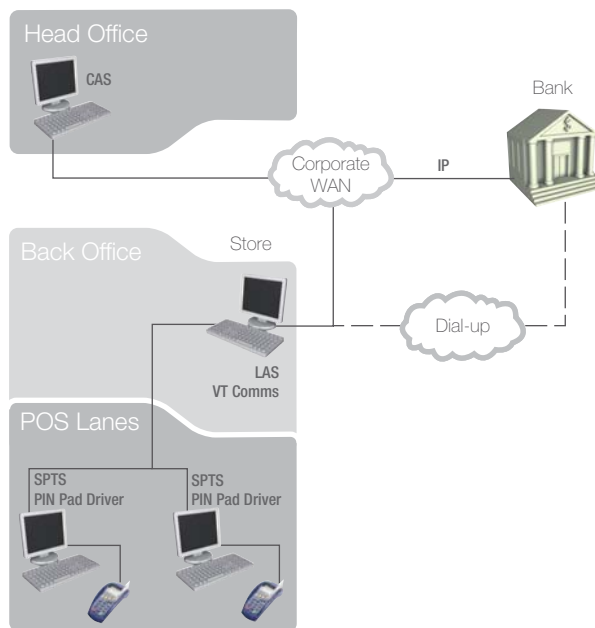 Head Office
CAS
Bank
Corporate
WAN
IP
Back Office
Store
Dial-up
LAS
VT Comms
POS Lanes
SPTS
PIN Pad Driver
SPTS
PIN Pad Driver